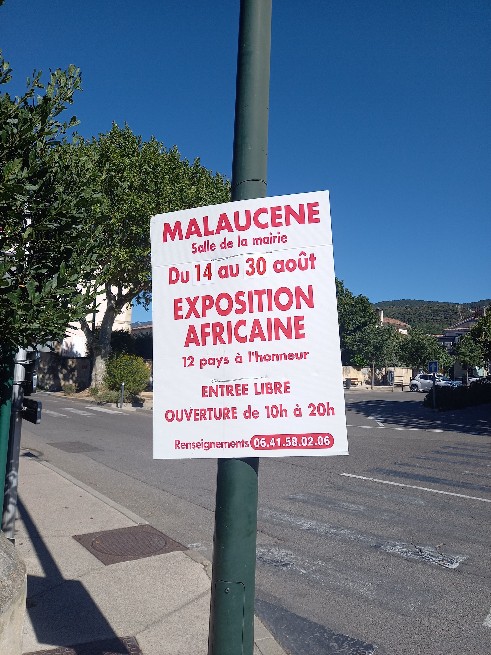 MALAUCENE
Salle de la mairie
Du 14 au 30 août
EXPOSITION
AFRICAINE
12 pays à l'honneur
ENTRÉE LIBRE
OUVERTURE de 10h à 20h
Renseignements 06.41.58.02.06